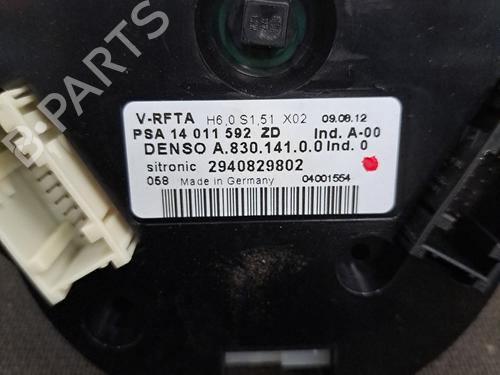 B-PARTS
V-RFTA H6,0 S1,51 X02 09.08.12
PSA 14 011 592 ZD Ind. A-00
DENSO A.830.141.0.0 Ind. 0
sitronic 2940829802
058 Made in Germany 04001554